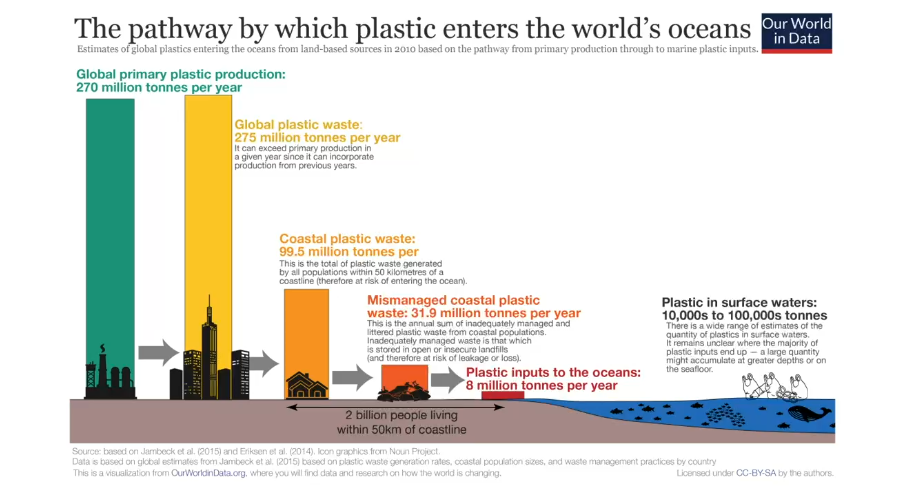 The pathway by which plastic enters the world's oceans
Our World
in Data
Estimates of global plastics entering the oceans from land-based sources in 2010 based on the pathway from primary production through to marine plastic inputs.
Global primary plastic production:
270 million tonnes per year
Global plastic waste:
275 million tonnes per year
It can exceed primary production in
a given year since it can incorporate
production from previous years.
Coastal plastic waste:
99.5 million tonnes per
This is the total of plastic waste generated
by all populations within 50 kilometres of a
coastline (therefore at risk of entering the ocean).
Mismanaged coastal plastic
waste: 31.9 million tonnes per year
This is the annual sum of inadequately managed and
littered plastic waste from coastal populations.
Inadequately managed waste is that which
is stored in open or insecure landfills
(and therefore at risk of leakage or loss).
Plastic inputs to the oceans:
8 million tonnes per year
Plastic in surface waters:
10,000s to 100,000s tonnes
There is a wide range of estimates of the
quantity of plastics in surface waters.
It remains unclear where the majority of
plastic inputs end up — a large quantity
might accumulate at greater depths or on
the seafloor.
2 billion people living
within 50km of coastline
Source: based on Jambeck et al. (2015) and Eriksen et al. (2014). Icon graphics from Noun Project.
Data is based on global estimates from Jambeck et al. (2015) based on plastic waste generation rates, coastal population sizes, and waste management practices by country
This is a visualization from OurWorldinData.org, where you will find data and research on how the world is changing.
Licensed under CC-BY-SA by the authors.